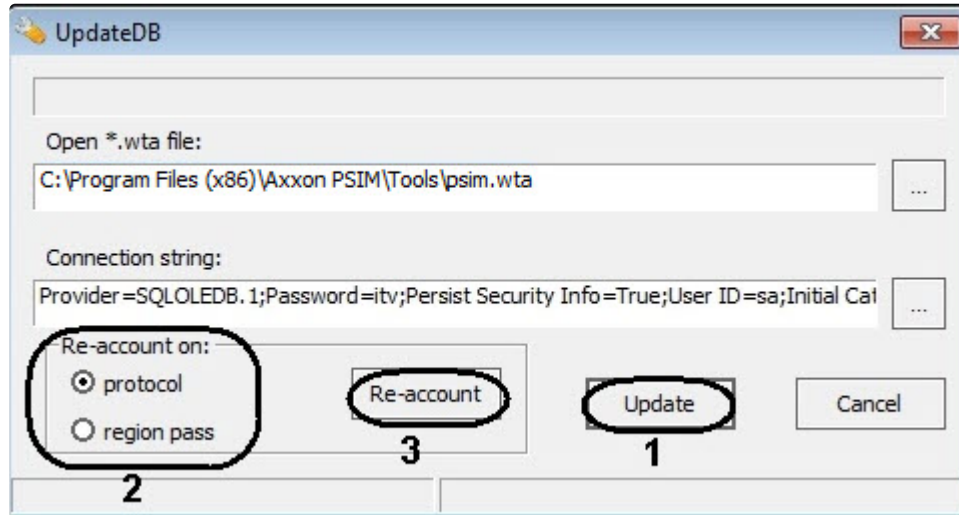 UpdateDB
Open *.wta file:
C:\Program Files (x86)\Axxon PSIM\Tools\psim.wta
...
Connection string:
Provider=SQLOLEDB.1;Password=itv;Persist Security Info=True;User ID=sa;Initial Cat
...
Re-account on:
protocol
region pass
Re-account
Update
Cancel
2
3
1